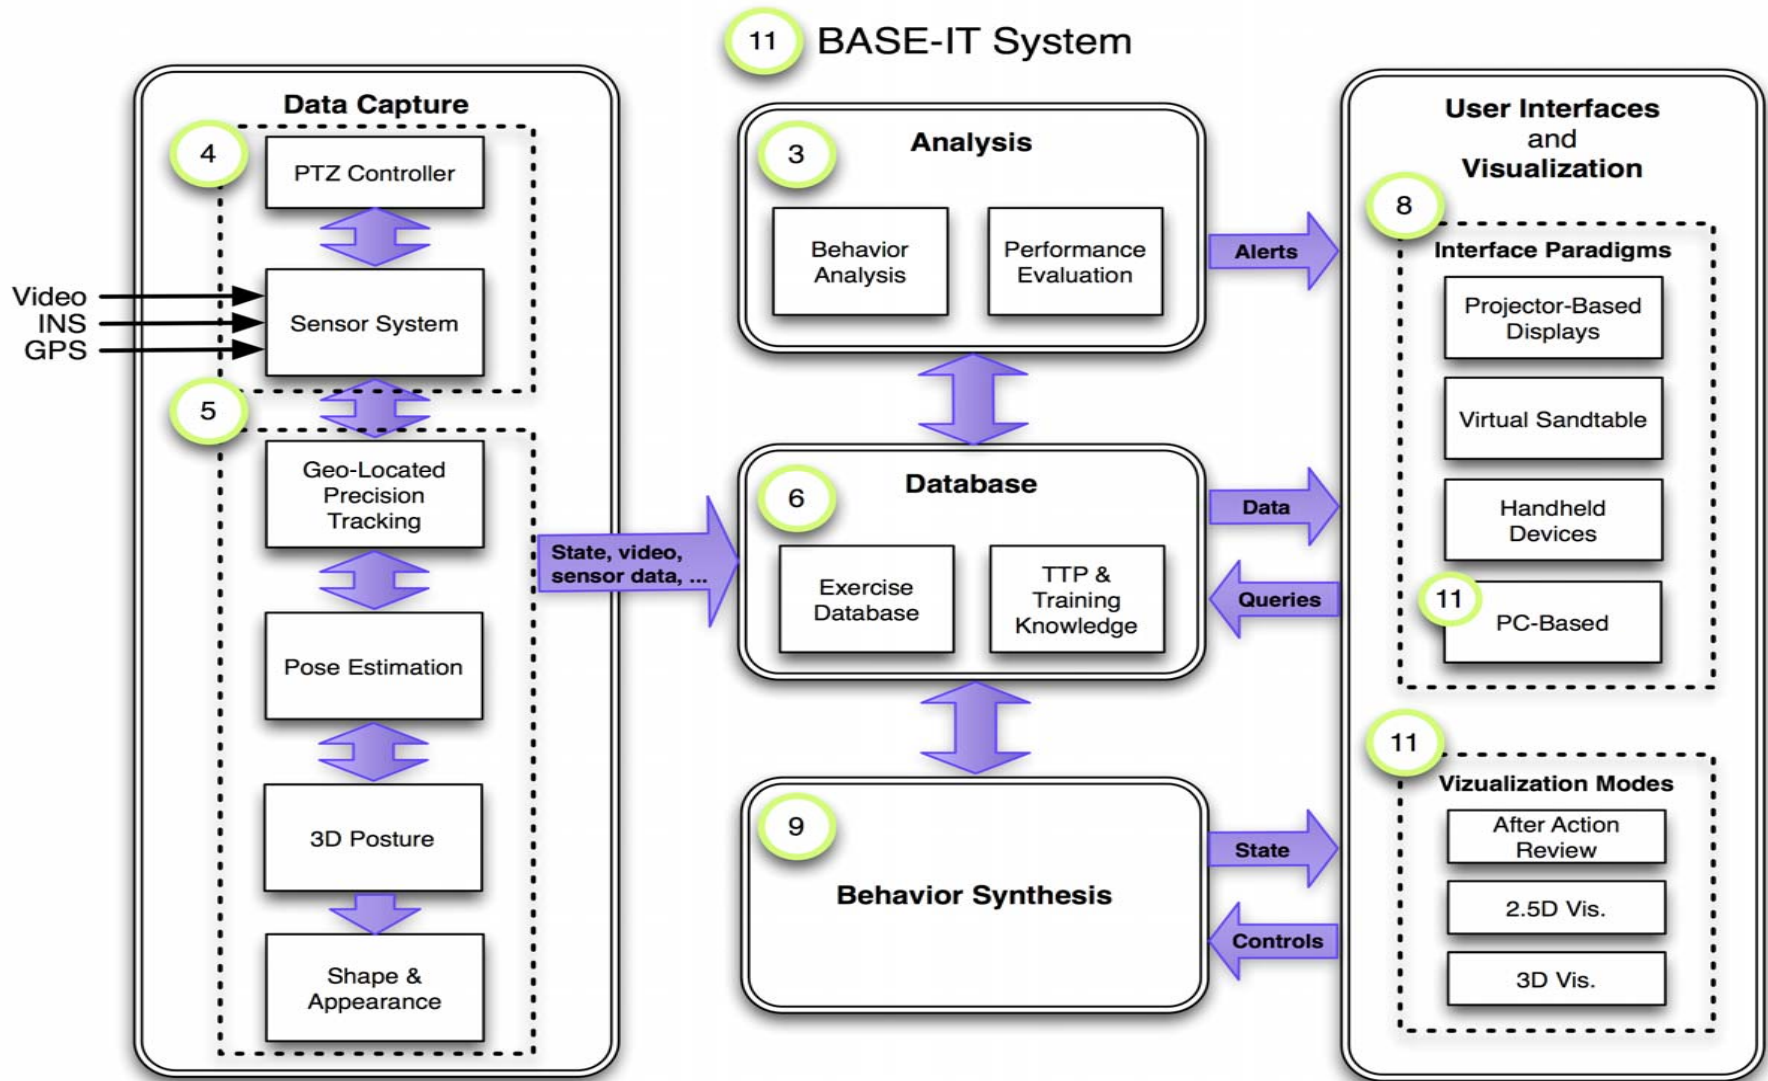 11 BASE-IT System
Data Capture
4
PTZ Controller
Video
INS
GPS
Sensor System
5
Geo-Located
Precision
Tracking
Pose Estimation
3D Posture
Shape &
Appearance
State, video,
sensor data, ...
3
Analysis
Behavior
Analysis
Performance
Evaluation
Alerts
6
Database
Exercise
Database
TTP &
Training
Knowledge
Data
Queries
9
Behavior Synthesis
State
Controls
User Interfaces
and
Visualization
8
Interface Paradigms
Projector-Based
Displays
Virtual Sandtable
Handheld
Devices
11
PC-Based
11
Vizualization Modes
After Action
Review
2.5D Vis.
3D Vis.